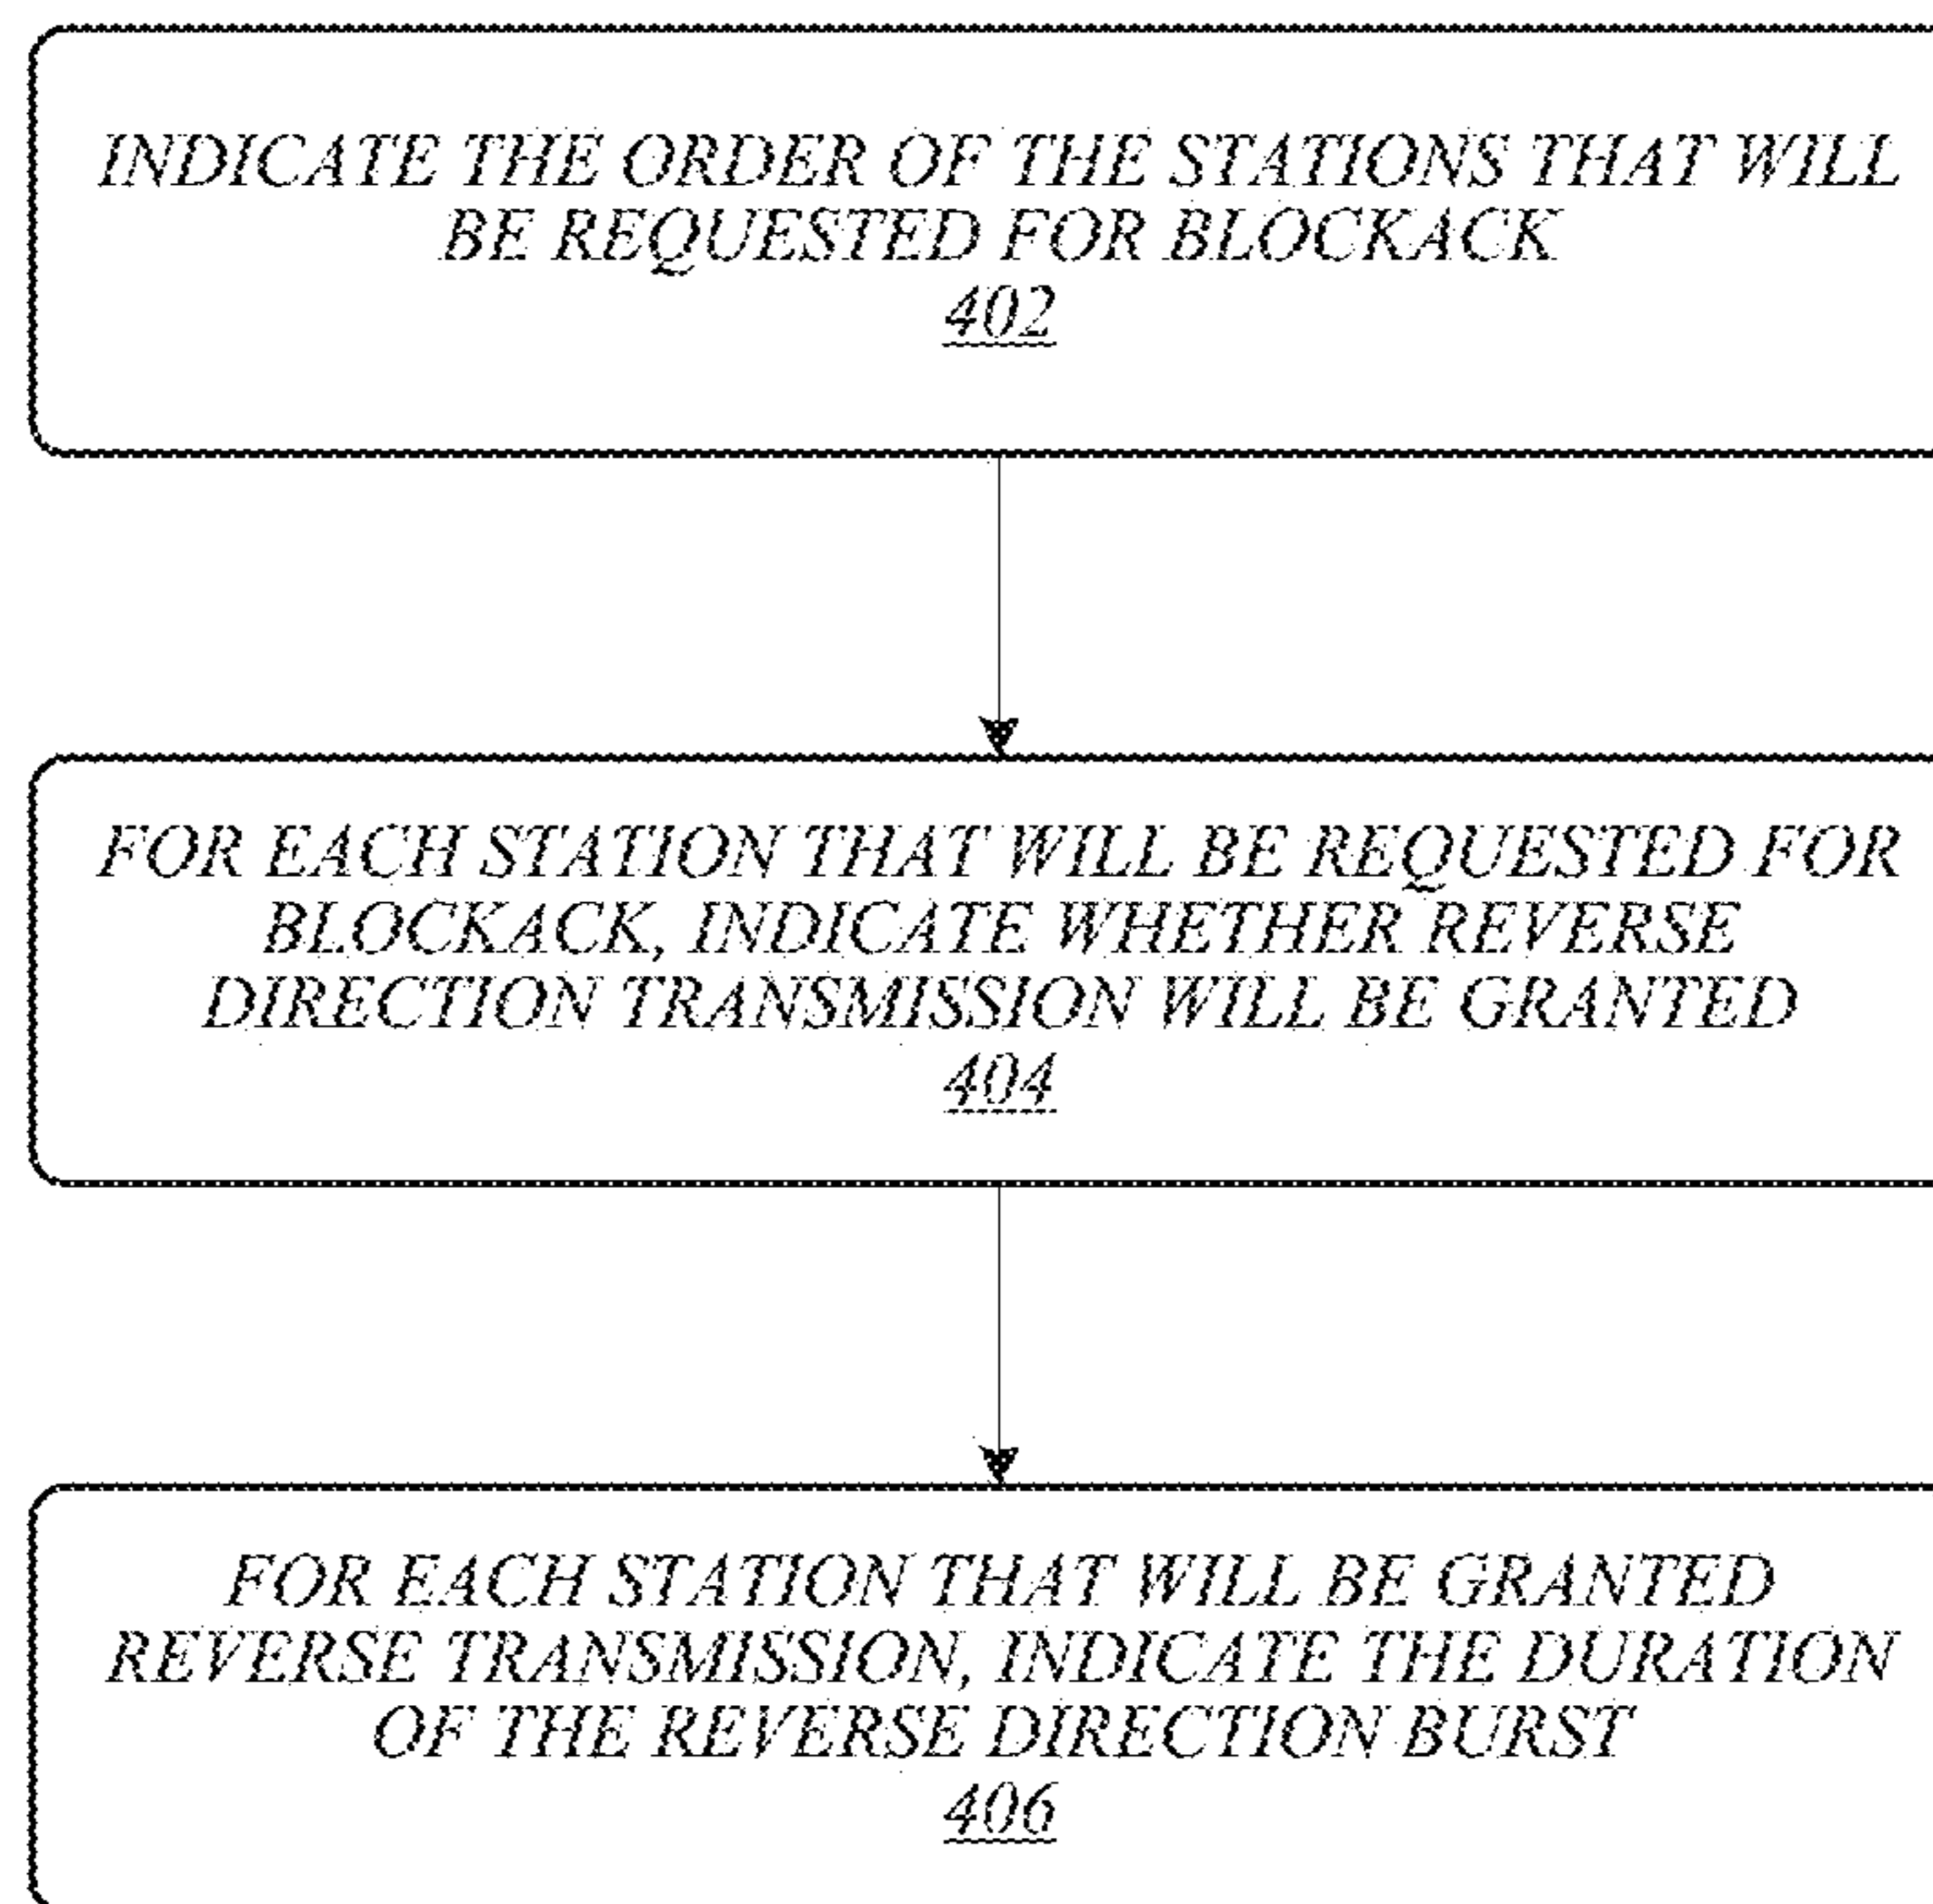 INDICATE THE ORDER OF THE STATIONS THAT WILL
BE REQUESTED FOR BLOCKACK
402
FOR EACH STATION THAT WILL BE REQUESTED FOR
BLOCKACK, INDICATE WHETHER REVERSE
DIRECTION TRANSMISSION WILL BE GRANTED
404
FOR EACH STATION THAT WILL BE GRANTED
REVERSE TRANSMISSION, INDICATE THE DURATION
OF THE REVERSE DIRECTION BURST
406